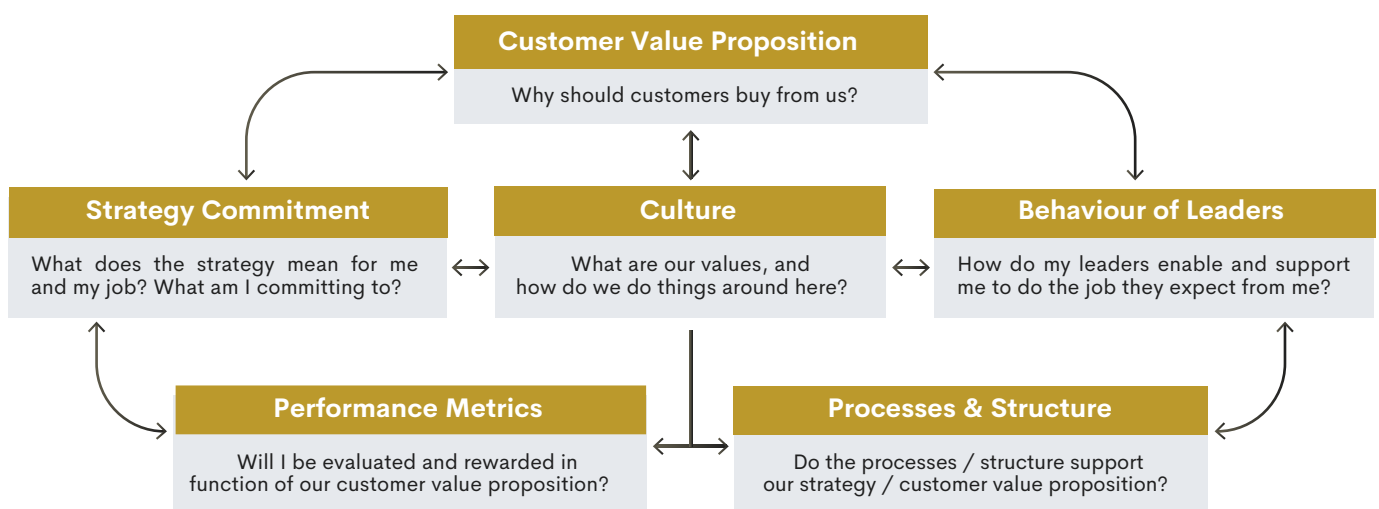 Customer Value Proposition
Why should customers buy from us?
Strategy Commitment
What does the strategy mean for me
and my job? What am I committing to?
Culture
What are our values, and
how do we do things around here?
Behaviour of Leaders
How do my leaders enable and support
me to do the job they expect from me?
Performance Metrics
Will I be evaluated and rewarded in
function of our customer value proposition?
Processes & Structure
Do the processes / structure support
our strategy / customer value proposition?